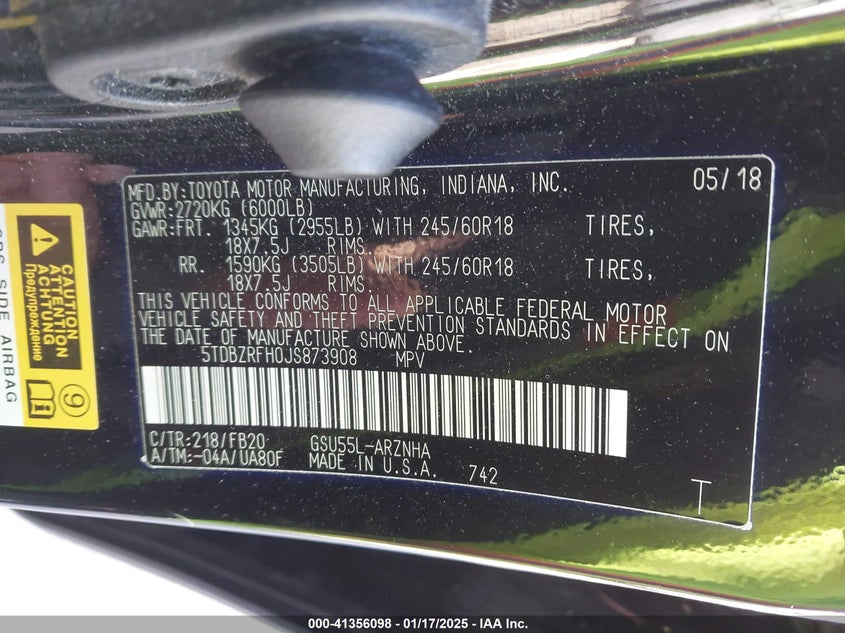 MFD.BY:TOYOTA MOTOR MANUFACTURING, INDIANA, INC. 05/18
GVWR:2720KG (6000LB)
GAWR:FRT. 1345KG (2955LB) WITH 245/60R18 TIRES,
18X7.5J RIMS,
RR. 1590KG (3505LB) WITH 245/60R18 TIRES,
18X7.5J RIMS.
THIS VEHICLE CONFORMS TO ALL APPLICABLE FEDERAL MOTOR
VEHICLE SAFETY AND THEFT PREVENTION STANDARDS IN EFFECT ON
THE DATE OF MANUFACTURE SHOWN ABOVE.
5TDBZRFH0JS873908 MPV
C/TR:218/FB20 GSU55L-ARZNHA
A/TM:-04A/UA80F MADE IN U.S.A. 742
T
CAUTION
ATTENTION
ACHTUNG
Предупреждение
9
SRS SIDE AIRBAG
000-41356098 - 01/17/2025 - IAA Inc.